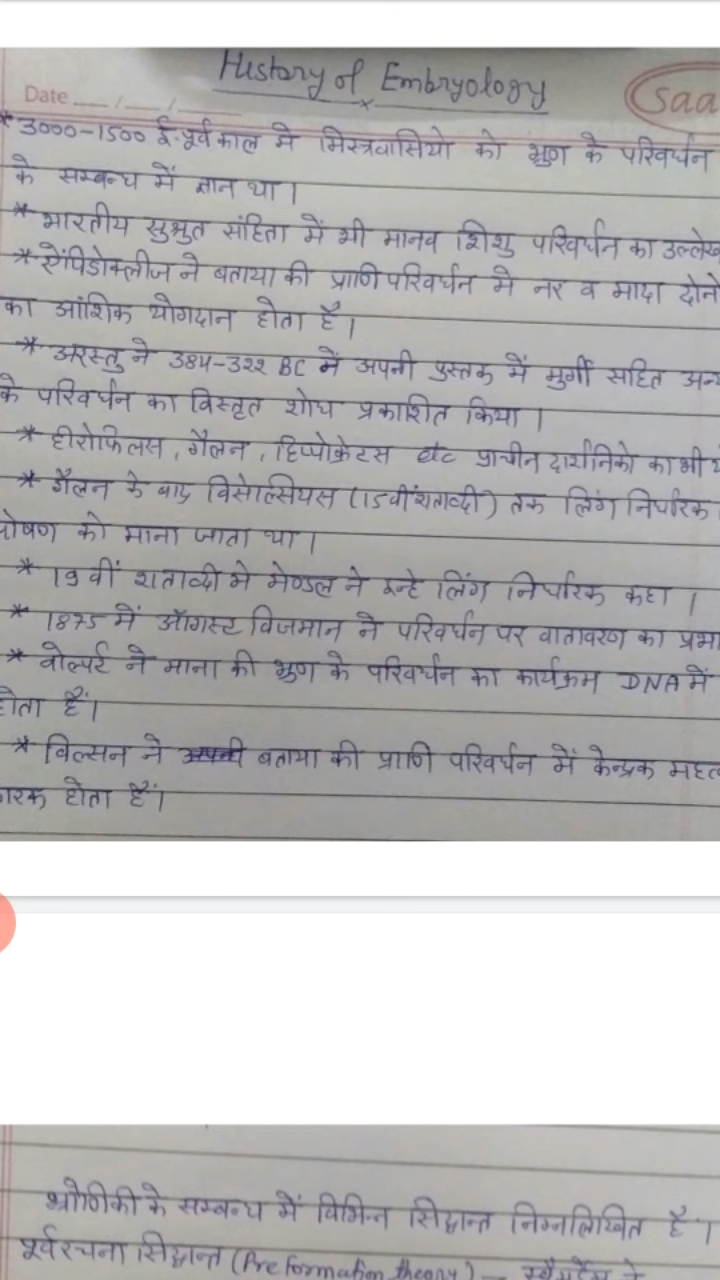 History of Embryology
Date __/__/__
saa
* 3000-1500 ई.पूर्व काल मे मिस्त्रवासियो को भ्रुण के परिवर्धन
के सम्बन्ध में ज्ञान था।
* भारतीय सुश्रुत संहिता में भी मानव शिशु परिवर्धन का उल्लेख
* ऐंपिडोक्लीज ने बताया की प्राणि परिवर्धन मे नर व मादा दोनो
का आंशिक योगदान होता है।
* अरस्तु ने 384-322 BC में अपनी पुस्तक में मुर्गी सहित अन्य
के परिवर्धन का विस्तृत शोध प्रकाशित किया।
* हीरोफिलस, गैलन, हिप्पोक्रेटस etc प्राचीन दार्शनिको का भी
* गैलन के बाद विसेल्सियस (15वीं शताब्दी) तक लिंग निर्धारक
पोषण को माना जाता था।
* 19 वीं शताब्दी मे मेण्डल ने इन्हे लिंग निर्धारक कहा।
* 1875 में ऑगस्ट विजमान ने परिवर्धन पर वातावरण का प्रभा
* वोल्पर्ट ने माना की भ्रुण के परिवर्धन का कार्यक्रम DNA में
होता हैं।
* विल्सन ने बताया की प्राणि परिवर्धन में केन्द्रक महत्व
कारक होता हैं।
भ्रोणिकी के सम्बन्ध में विभिन्न सिद्वान्त निम्नलिखित है।
पूर्वरचना सिद्वान्त (Preformation theory) -